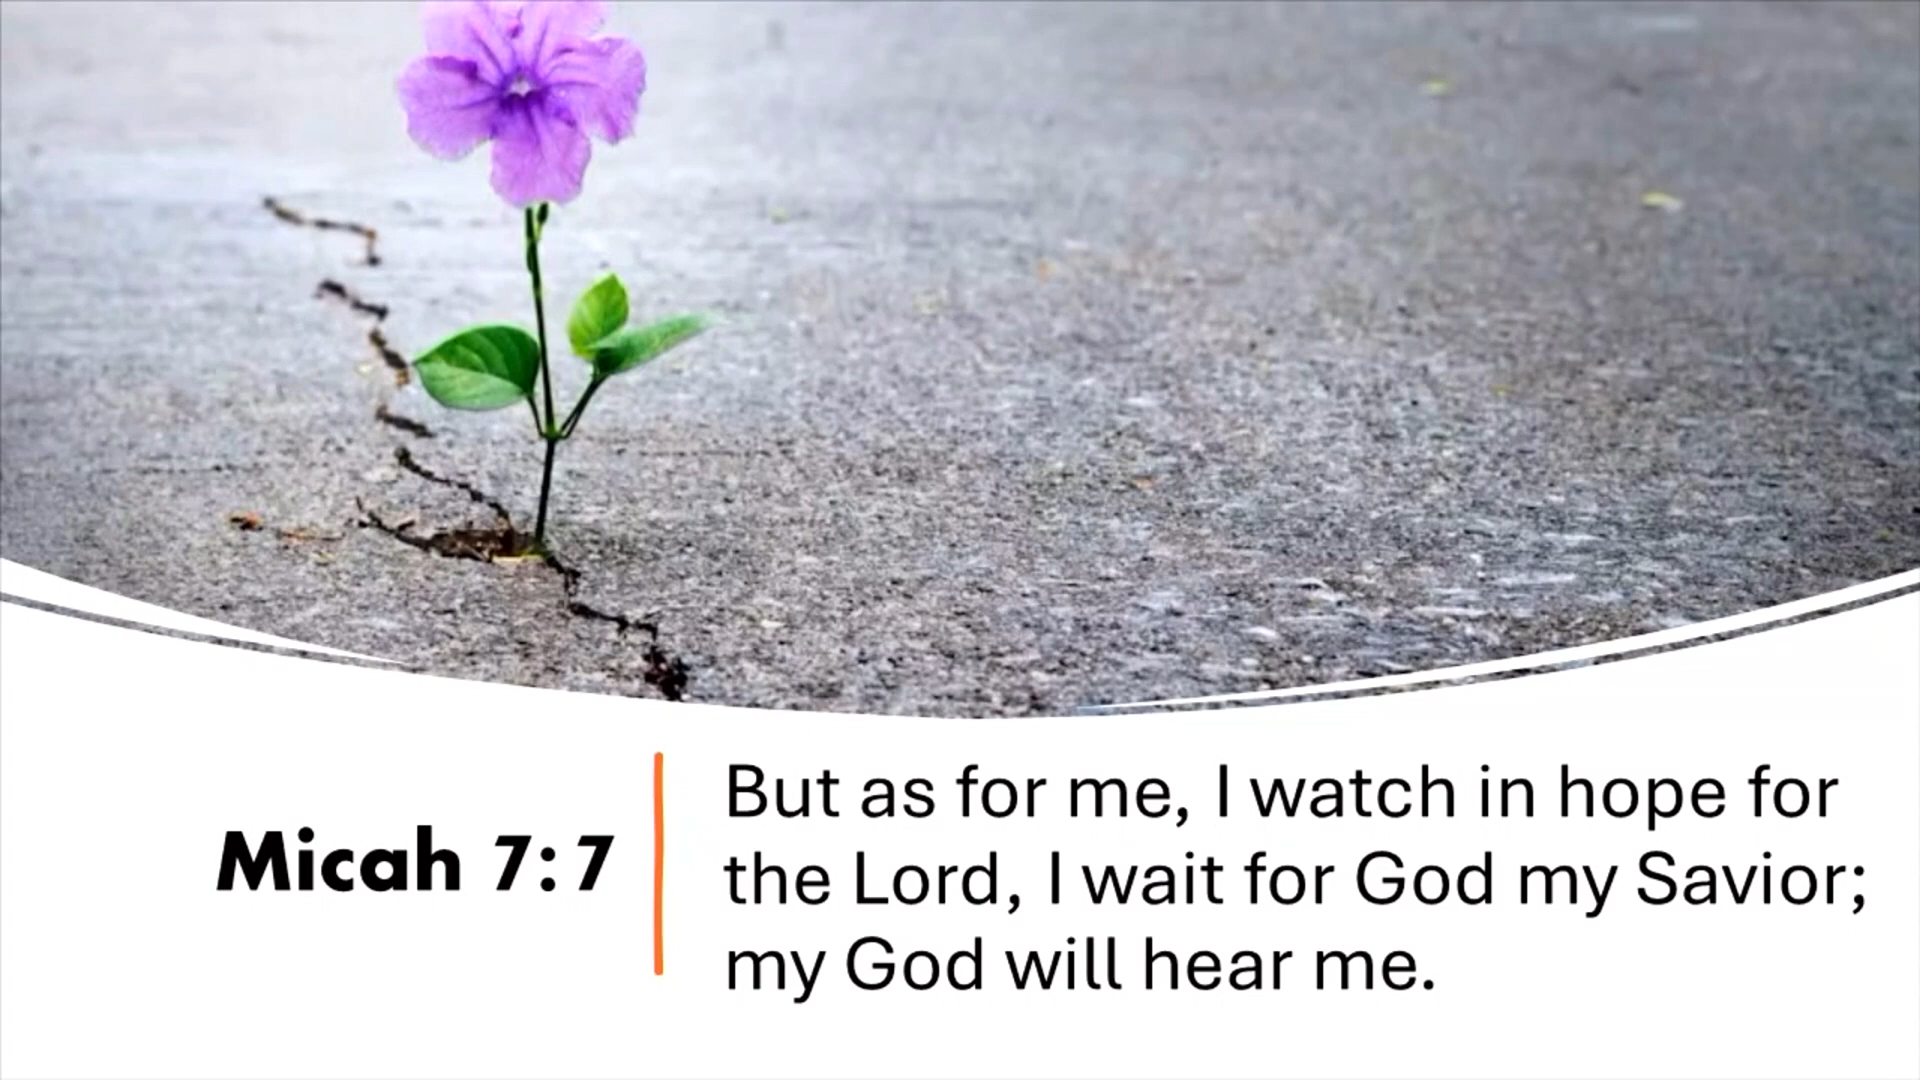 Micah 7:7
But as for me, I watch in hope for
the Lord, I wait for God my Savior;
my God will hear me.